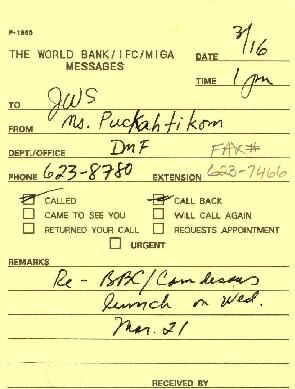 P-1960
THE WORLD BANK/IFC/MIGA
MESSAGES
DATE 3/16
TIME 1 pm
TO JWS
FROM Ms. Puckahtikom
DEPT./OFFICE DMF FAX#
PHONE 623-8780 EXTENSION 623-7466
CALLED CALL BACK
CAME TO SEE YOU WILL CALL AGAIN
RETURNED YOUR CALL REQUESTS APPOINTMENT
URGENT
REMARKS
Re - BBC/Camdessus
lunch on Wed.
Mar. 21
RECEIVED BY